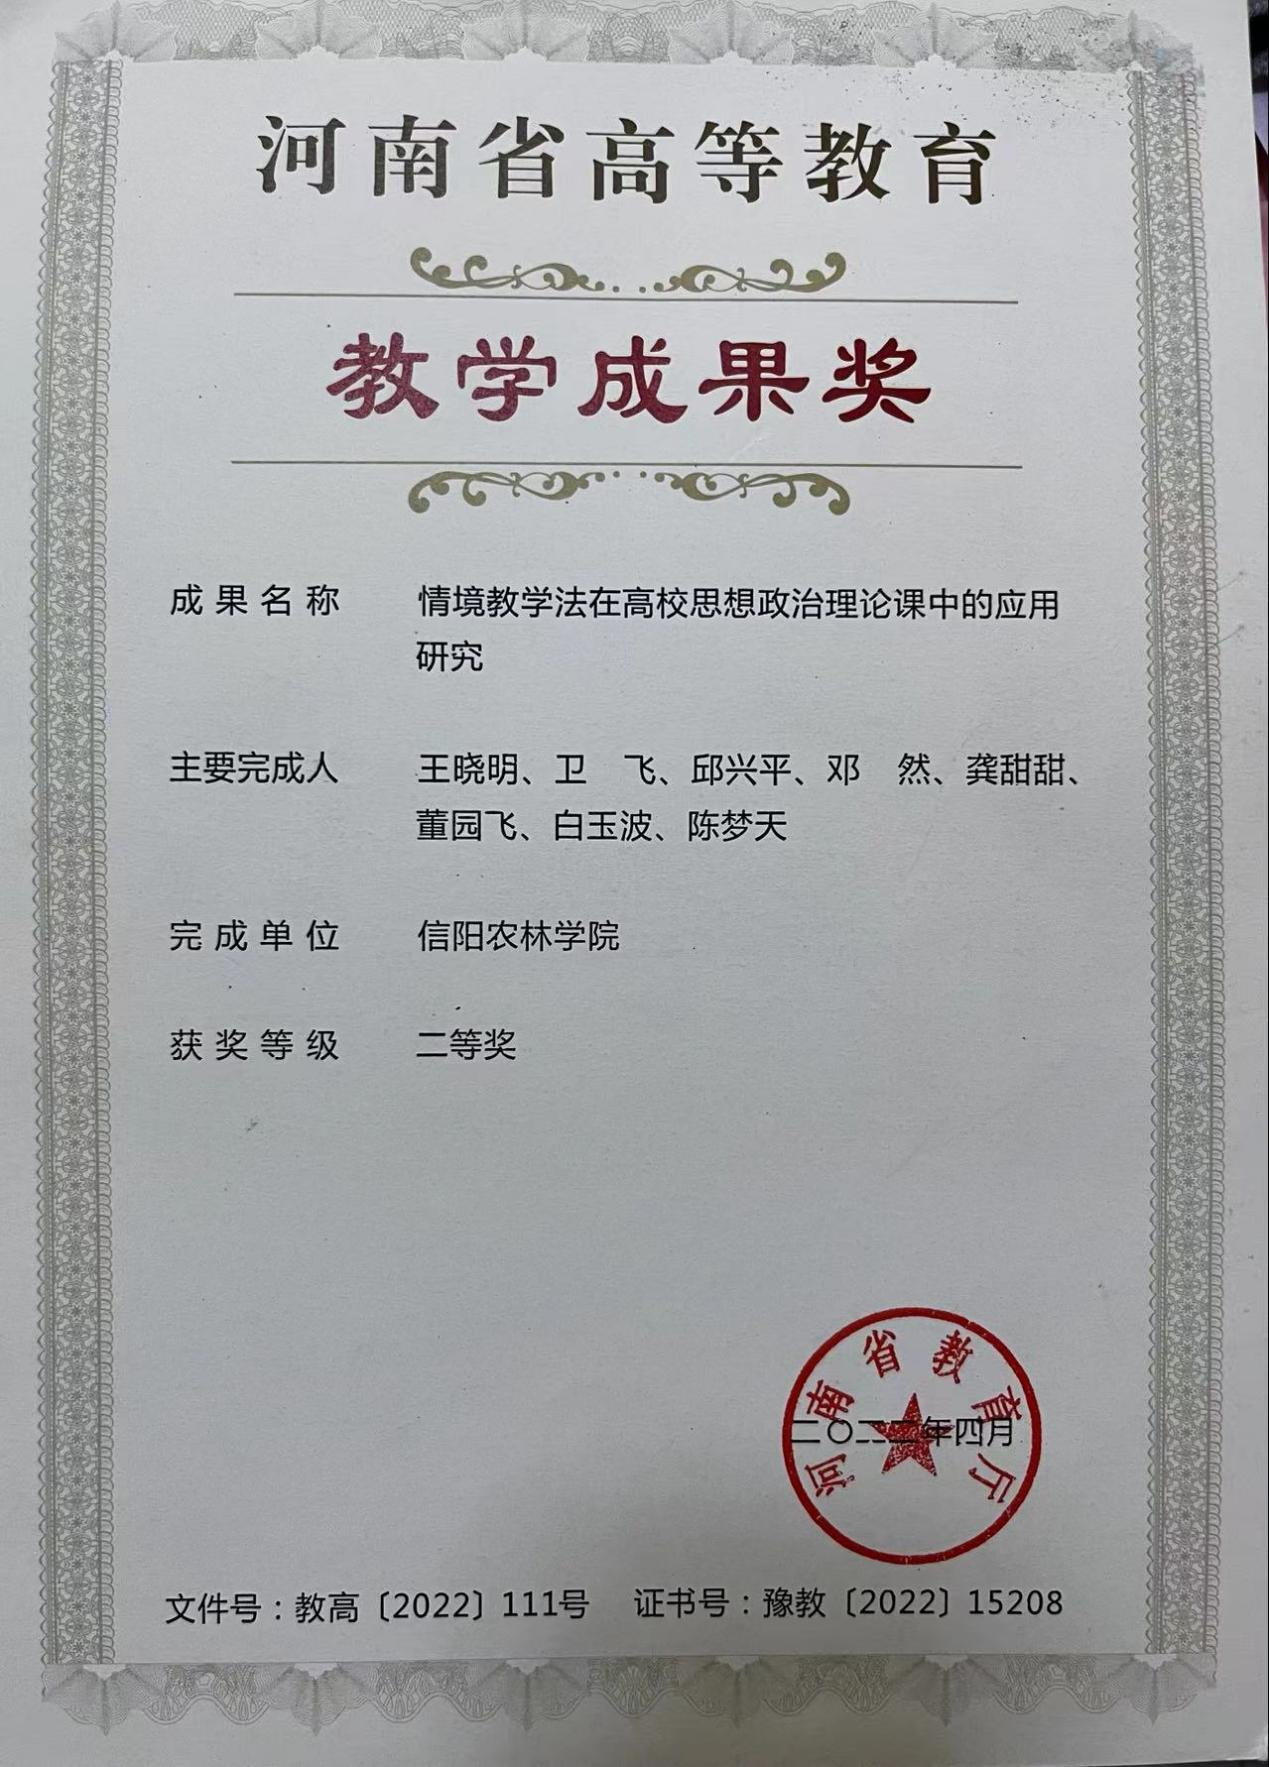 河南省高等教育
教学成果奖
成果名称 情境教学法在高校思想政治理论课中的应用
研究
主要完成人 王晓明、卫　飞、邱兴平、邓　然、龚甜甜、
董园飞、白玉波、陈梦天
完成单位 信阳农林学院
获奖等级 二等奖
河南省教育厅
二〇二二年四月
文件号：教高〔2022〕111号 证书号：豫教〔2022〕15208